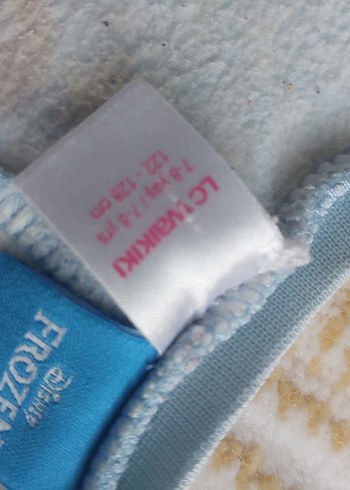 LC WAIKIKI
7-8 yaş / 7-8 yrs
122 - 128 cm
Disney
FROZEN